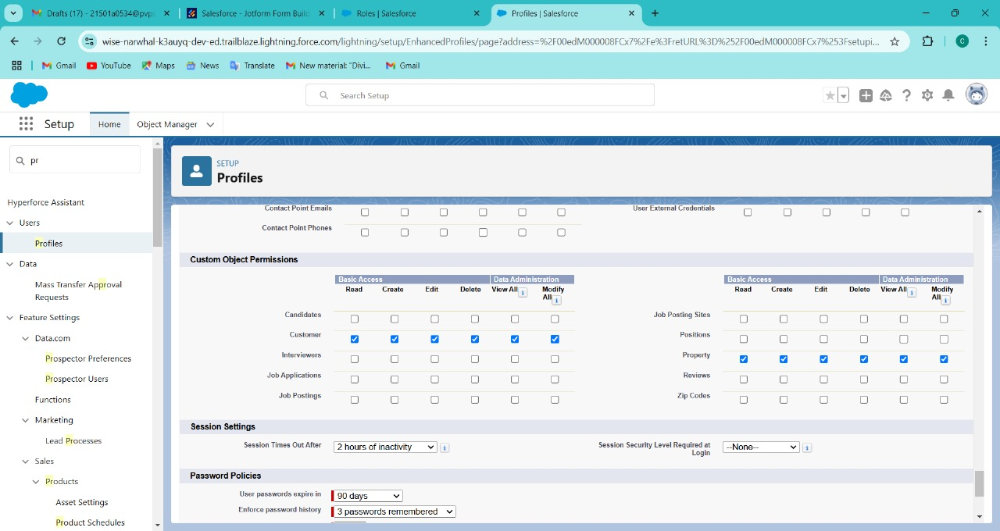 Drafts (17) - 21501a0534@pvps
Salesforce - Jotform Form Build
Roles | Salesforce
Profiles | Salesforce
wise-narwhal-k3auyq-dev-ed.trailblaze.lightning.force.com/lightning/setup/EnhancedProfiles/page?address=%2F00edM000008FCx7%2Fe%3FretURL%3D%252F00edM000008FCx7%253Fsetupi...
C
Gmail
YouTube
Maps
News
Translate
New material: "Divi...
Gmail
Search Setup
Setup
Home
Object Manager
pr
Hyperforce Assistant
Users
Profiles
Data
Mass Transfer Approval
Requests
Feature Settings
Data.com
Prospector Preferences
Prospector Users
Functions
Marketing
Lead Processes
Sales
Products
Asset Settings
Product Schedules
SETUP
Profiles
Contact Point Emails
User External Credentials
Contact Point Phones
Custom Object Permissions
Basic Access Data Administration
Read Create Edit Delete View All Modify
All
Candidates
Customer
Interviewers
Job Applications
Job Postings
Basic Access Data Administration
Read Create Edit Delete View All Modify
All
Job Posting Sites
Positions
Property
Reviews
Zip Codes
Session Settings
Session Times Out After 2 hours of inactivity
Session Security Level Required at
Login
--None--
Password Policies
User passwords expire in 90 days
Enforce password history 3 passwords remembered